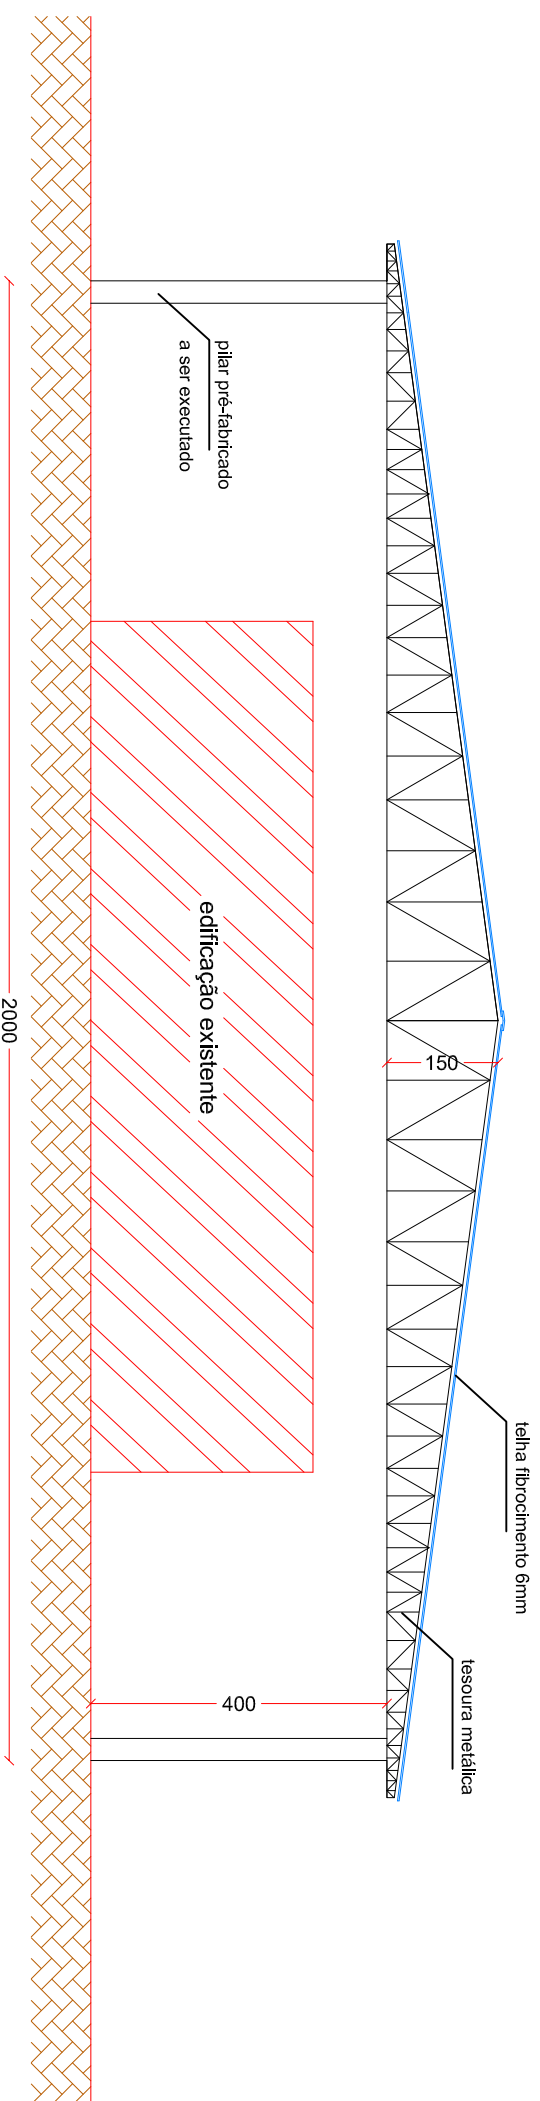 telha fibrocimento 6mm
tesoura metálica
150
pilar pré-fabricado
a ser executado
edificação existente
400
2000